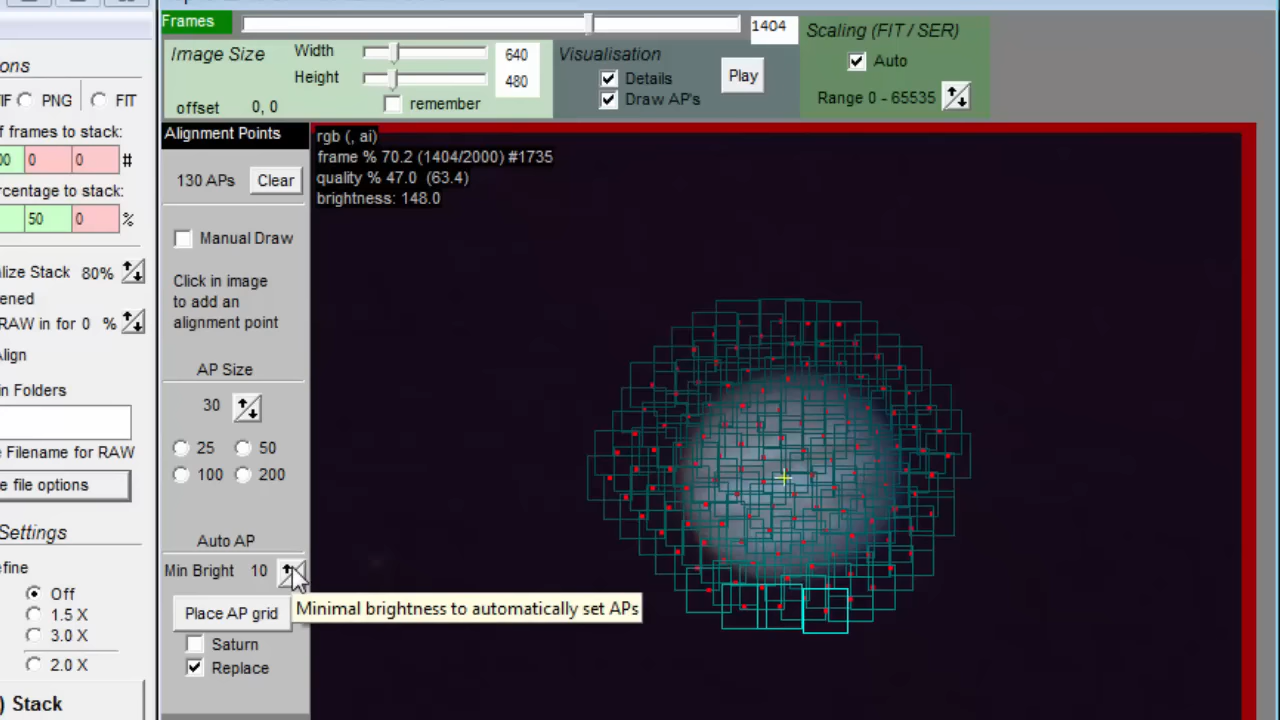 Frames
1404
Image Size
Width
640
Height
480
offset 0, 0
remember
Visualisation
Details
Draw AP's
Play
Scaling (FIT / SER)
Auto
Range 0 - 65535
ons
IF PNG FIT
f frames to stack:
00 0 0 #
rcentage to stack:
50 0 %
lize Stack 80%
ened
RAW in for 0 %
Align
in Folders
e Filename for RAW
e file options
Settings
fine
Off
1.5 X
3.0 X
2.0 X
) Stack
Alignment Points
130 APs Clear
Manual Draw
Click in image
to add an
alignment point
AP Size
30
25 50
100 200
Auto AP
Min Bright 10
Place AP grid
Saturn
Replace
rgb (, ai)
frame % 70.2 (1404/2000) #1735
quality % 47.0 (63.4)
brightness: 148.0
Minimal brightness to automatically set APs